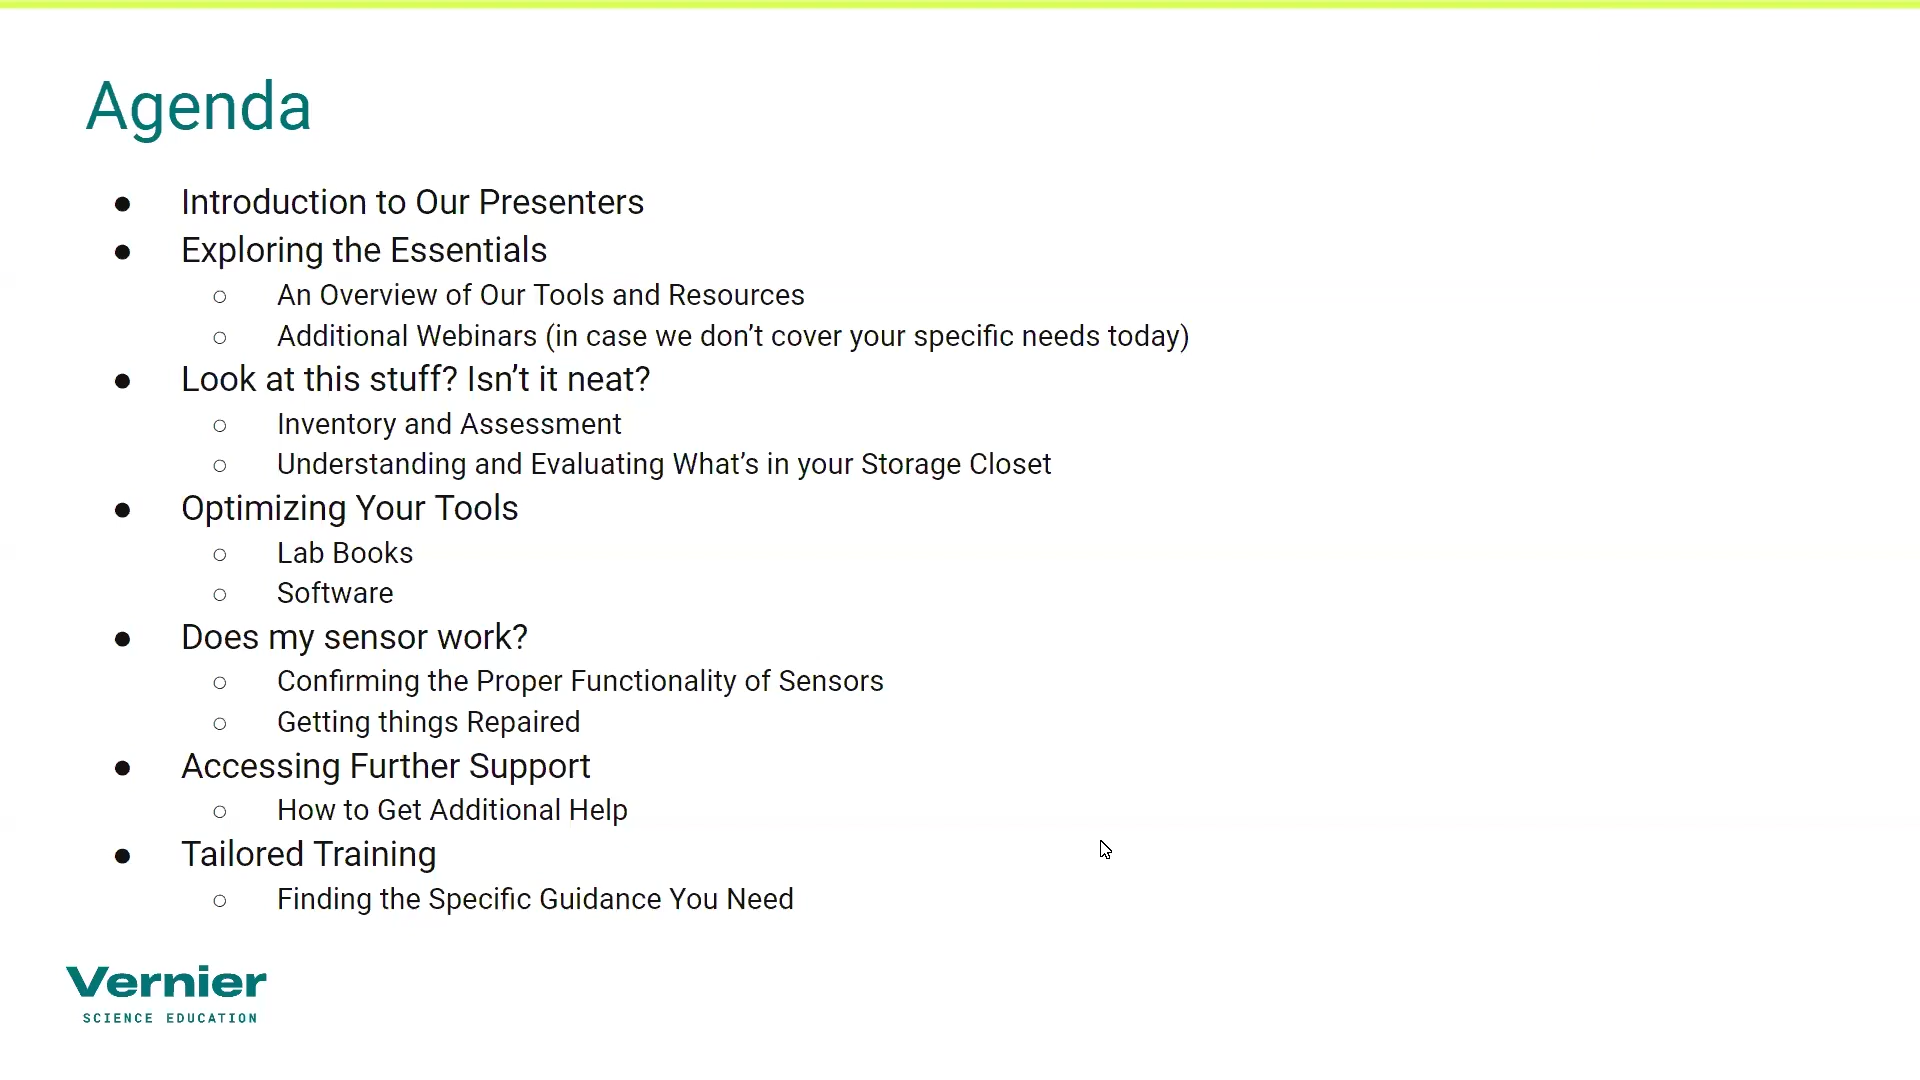 Agenda
● Introduction to Our Presenters
● Exploring the Essentials
○ An Overview of Our Tools and Resources
○ Additional Webinars (in case we don’t cover your specific needs today)
● Look at this stuff? Isn’t it neat?
○ Inventory and Assessment
○ Understanding and Evaluating What’s in your Storage Closet
● Optimizing Your Tools
○ Lab Books
○ Software
● Does my sensor work?
○ Confirming the Proper Functionality of Sensors
○ Getting things Repaired
● Accessing Further Support
○ How to Get Additional Help
● Tailored Training
○ Finding the Specific Guidance You Need
Vernier
SCIENCE EDUCATION